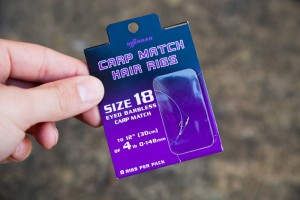 CARP MATCH
HAIR RIGS
SIZE 18
EYED BARBLESS
CARP MATCH
TO 12" (30cm)
OF 4lb 0·148mm
8 RIGS PER PACK